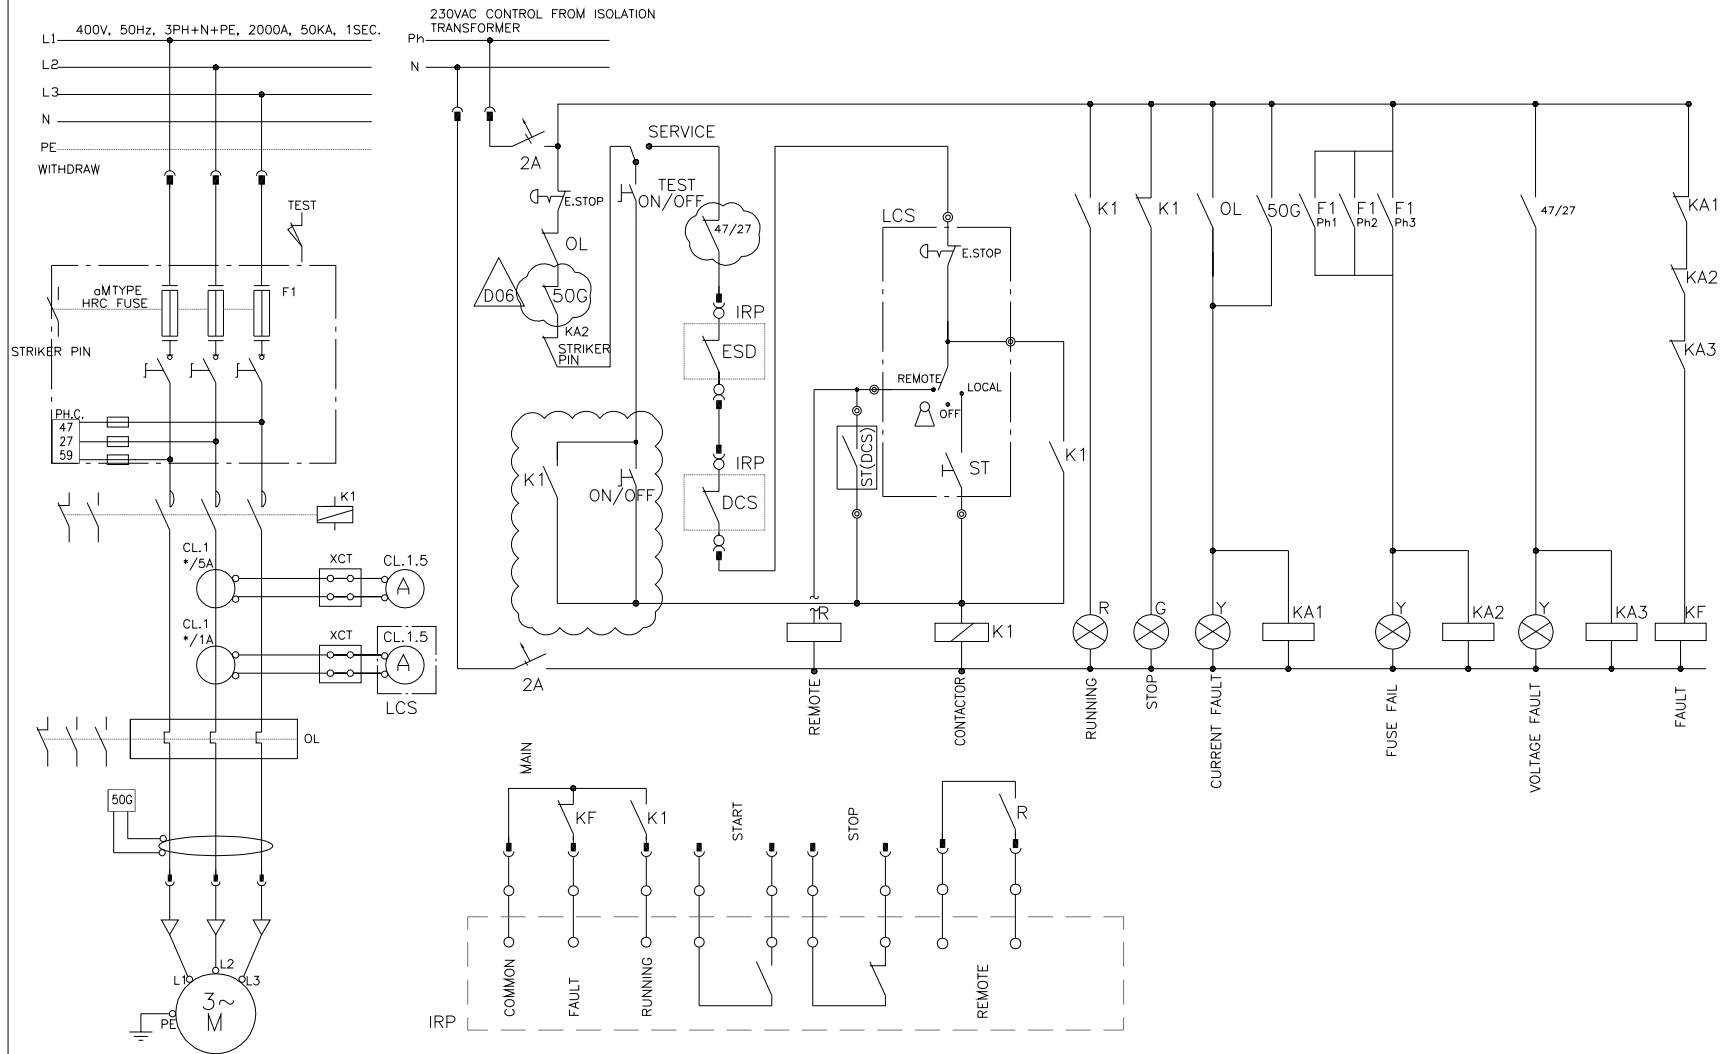 230VAC CONTROL FROM ISOLATION
TRANSFORMER
400V, 50Hz, 3PH+N+PE, 2000A, 50KA, 1SEC.
L1
L2
L3
N
PE
WITHDRAW
Ph
N
2A
SERVICE
TEST
ON/OFF
E.STOP
OL
D06
50G
KA2
STRIKER
PIN
47/27
IRP
ESD
IRP
DCS
K1
ON/OFF
LCS
E.STOP
REMOTE
LOCAL
OFF
ST(DCS)
ST
K1
K1
K1
OL
50G
F1
Ph1
F1
Ph2
F1
Ph3
47/27
KA1
KA2
KA3
TEST
aMTYPE
HRC FUSE
F1
STRIKER PIN
PH.C.
47
27
59
K1
CL.1
*/5A
XCT
CL.1.5
A
CL.1
*/1A
XCT
CL.1.5
A
LCS
OL
50G
L1
L2
L3
3~
M
PE
2A
R
K1
R
G
Y
KA1
Y
KA2
Y
KA3
KF
REMOTE
CONTACTOR
RUNNING
STOP
CURRENT FAULT
FUSE FAIL
VOLTAGE FAULT
FAULT
MAIN
KF
K1
START
STOP
R
COMMON
FAULT
RUNNING
REMOTE
IRP